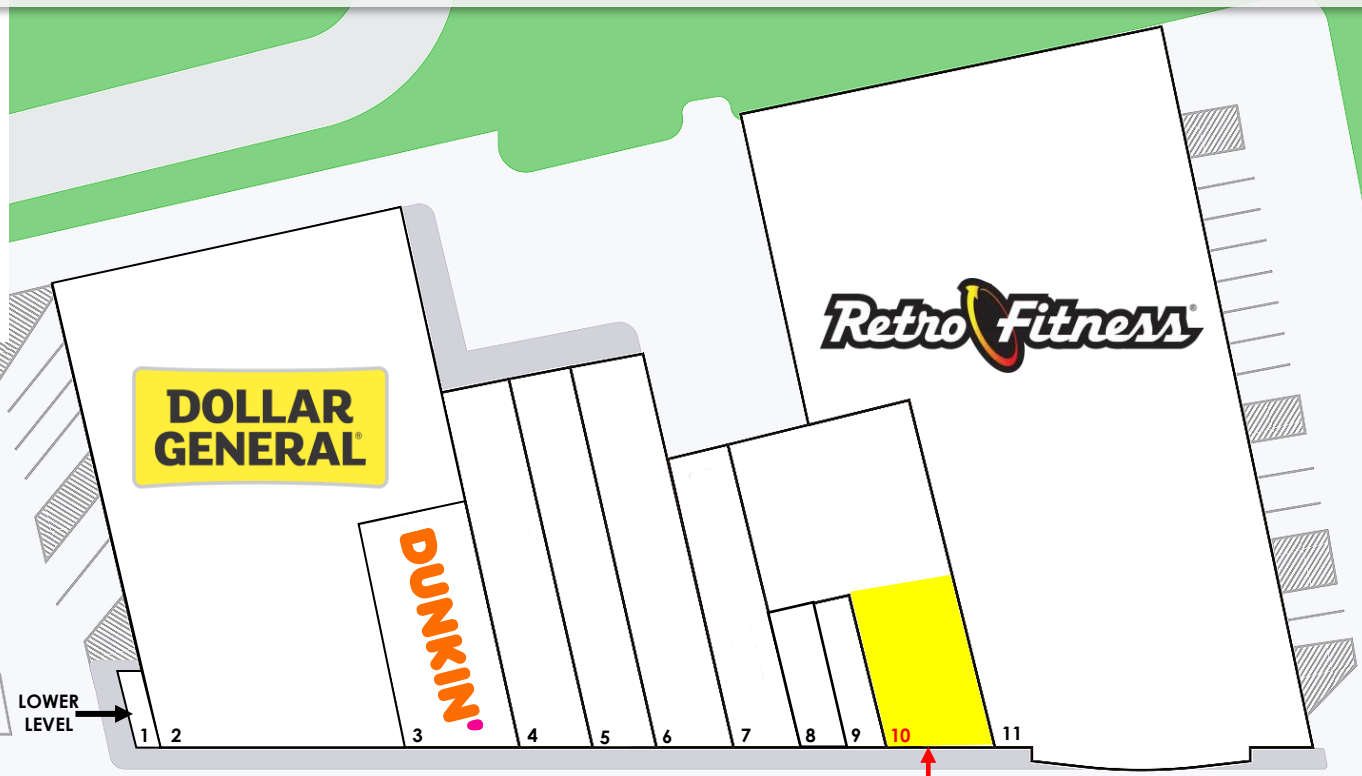 Retro Fitness®
DOLLAR
GENERAL®
DUNKIN'
LOWER
LEVEL
1 2 3 4 5 6 7 8 9 10 11